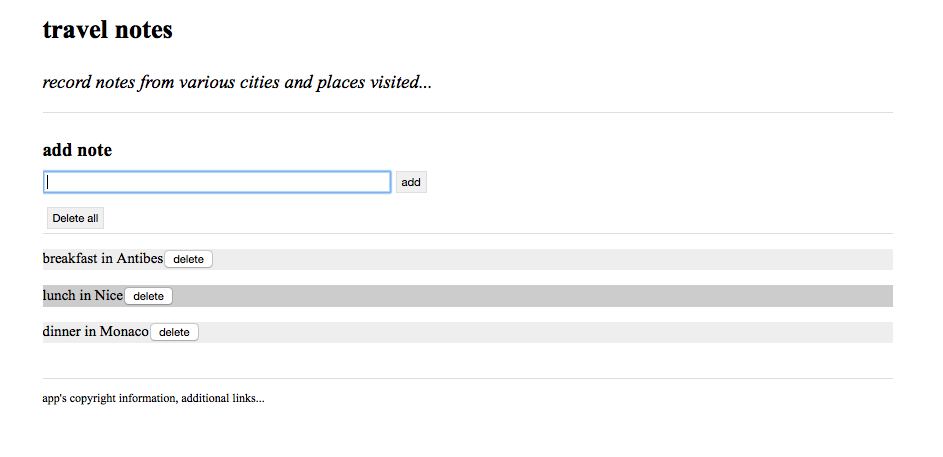 travel notes
record notes from various cities and places visited...
add note
add
Delete all
breakfast in Antibes delete
lunch in Nice delete
dinner in Monaco delete
app's copyright information, additional links...